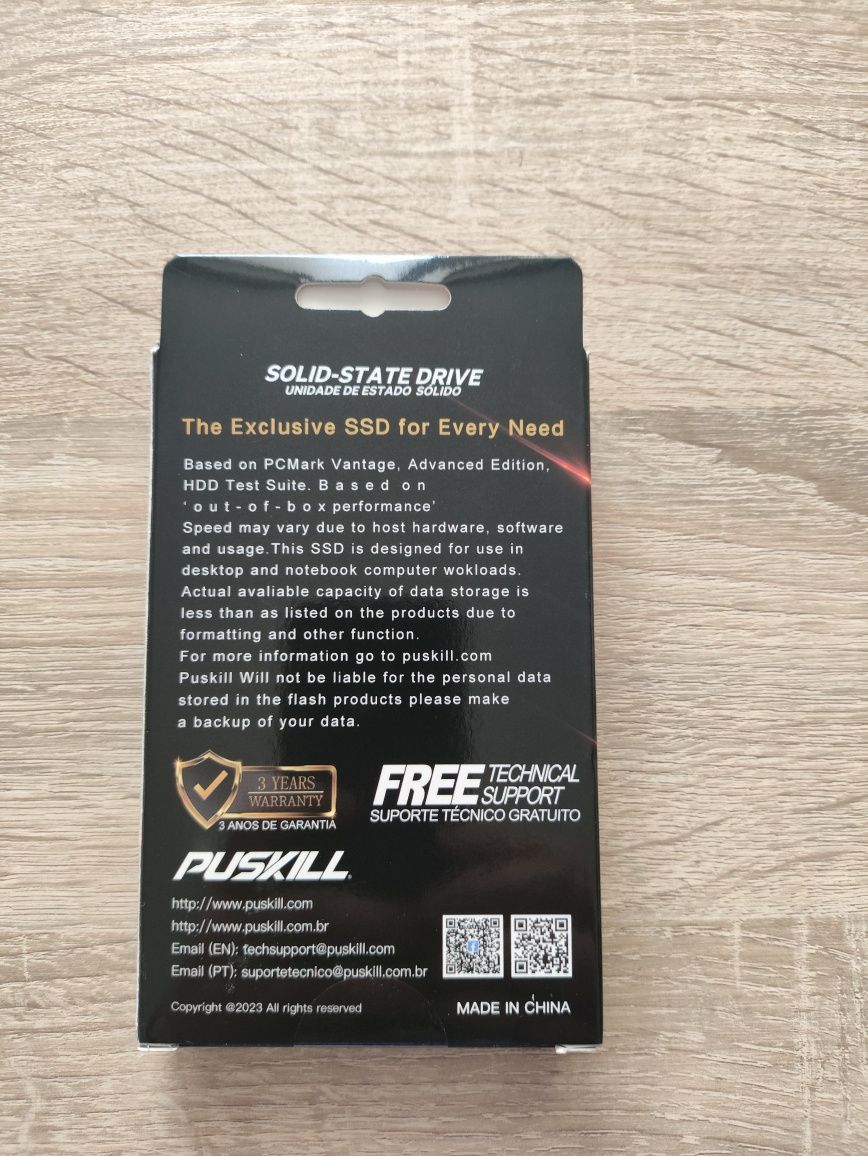 SOLID-STATE DRIVE
UNIDADE DE ESTADO SÓLIDO
The Exclusive SSD for Every Need
Based on PCMark Vantage, Advanced Edition,
HDD Test Suite. Based on
'out-of-box performance'
Speed may vary due to host hardware, software
and usage.This SSD is designed for use in
desktop and notebook computer wokloads.
Actual avaliable capacity of data storage is
less than as listed on the products due to
formatting and other function.
For more information go to puskill.com
Puskill Will not be liable for the personal data
stored in the flash products please make
a backup of your data.
3 YEARS
WARRANTY
3 ANOS DE GARANTIA
FREE TECHNICAL SUPPORT
SUPORTE TÉCNICO GRATUITO
PUSKILL
http://www.puskill.com
http://www.puskill.com.br
Email (EN): techsupport@puskill.com
Email (PT): suportetecnico@puskill.com.br
Copyright @2023 All rights reserved
MADE IN CHINA